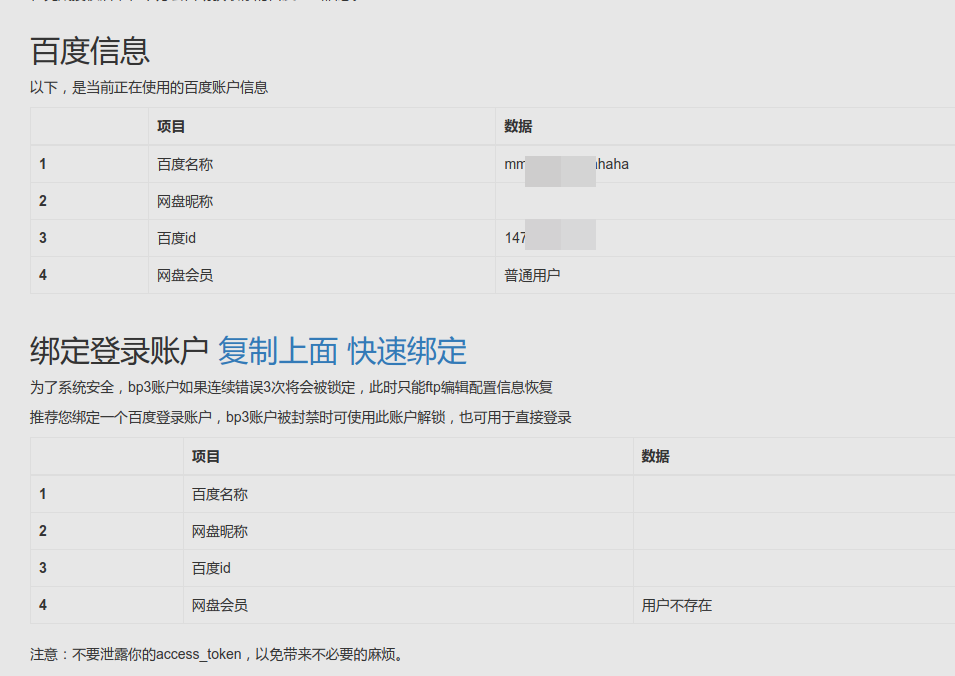 百度信息
以下，是当前正在使用的百度账户信息
项目 数据
1 百度名称 mm haha
2 网盘昵称
3 百度id 147
4 网盘会员 普通用户
绑定登录账户 复制上面 快速绑定
为了系统安全，bp3账户如果连续错误3次将会被锁定，此时只能ftp编辑配置信息恢复
推荐您绑定一个百度登录账户，bp3账户被封禁时可使用此账户解锁，也可用于直接登录
项目 数据
1 百度名称
2 网盘昵称
3 百度id
4 网盘会员 用户不存在
注意：不要泄露你的access_token，以免带来不必要的麻烦。